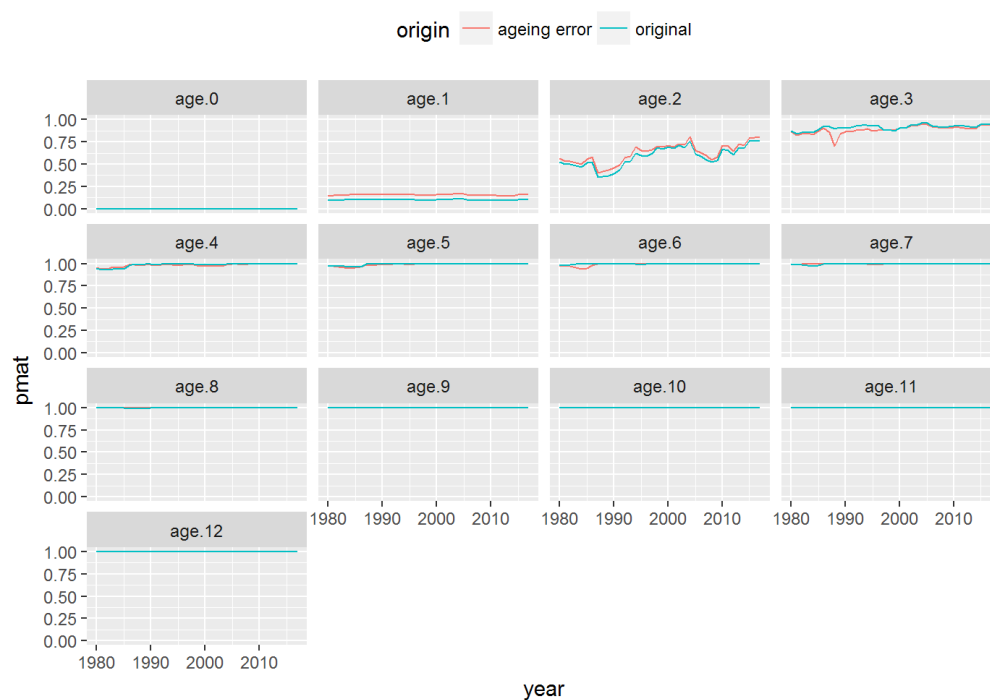 origin ageing error original
age.0 age.1 age.2 age.3
1.00
0.75
0.50
0.25
0.00
age.4 age.5 age.6 age.7
1.00
0.75
0.50
0.25
0.00
pmat
age.8 age.9 age.10 age.11
1.00
0.75
0.50
0.25
0.00
1980 1990 2000 2010 1980 1990 2000 2010 1980 1990 2000 2010
age.12
1.00
0.75
0.50
0.25
0.00
1980 1990 2000 2010
year